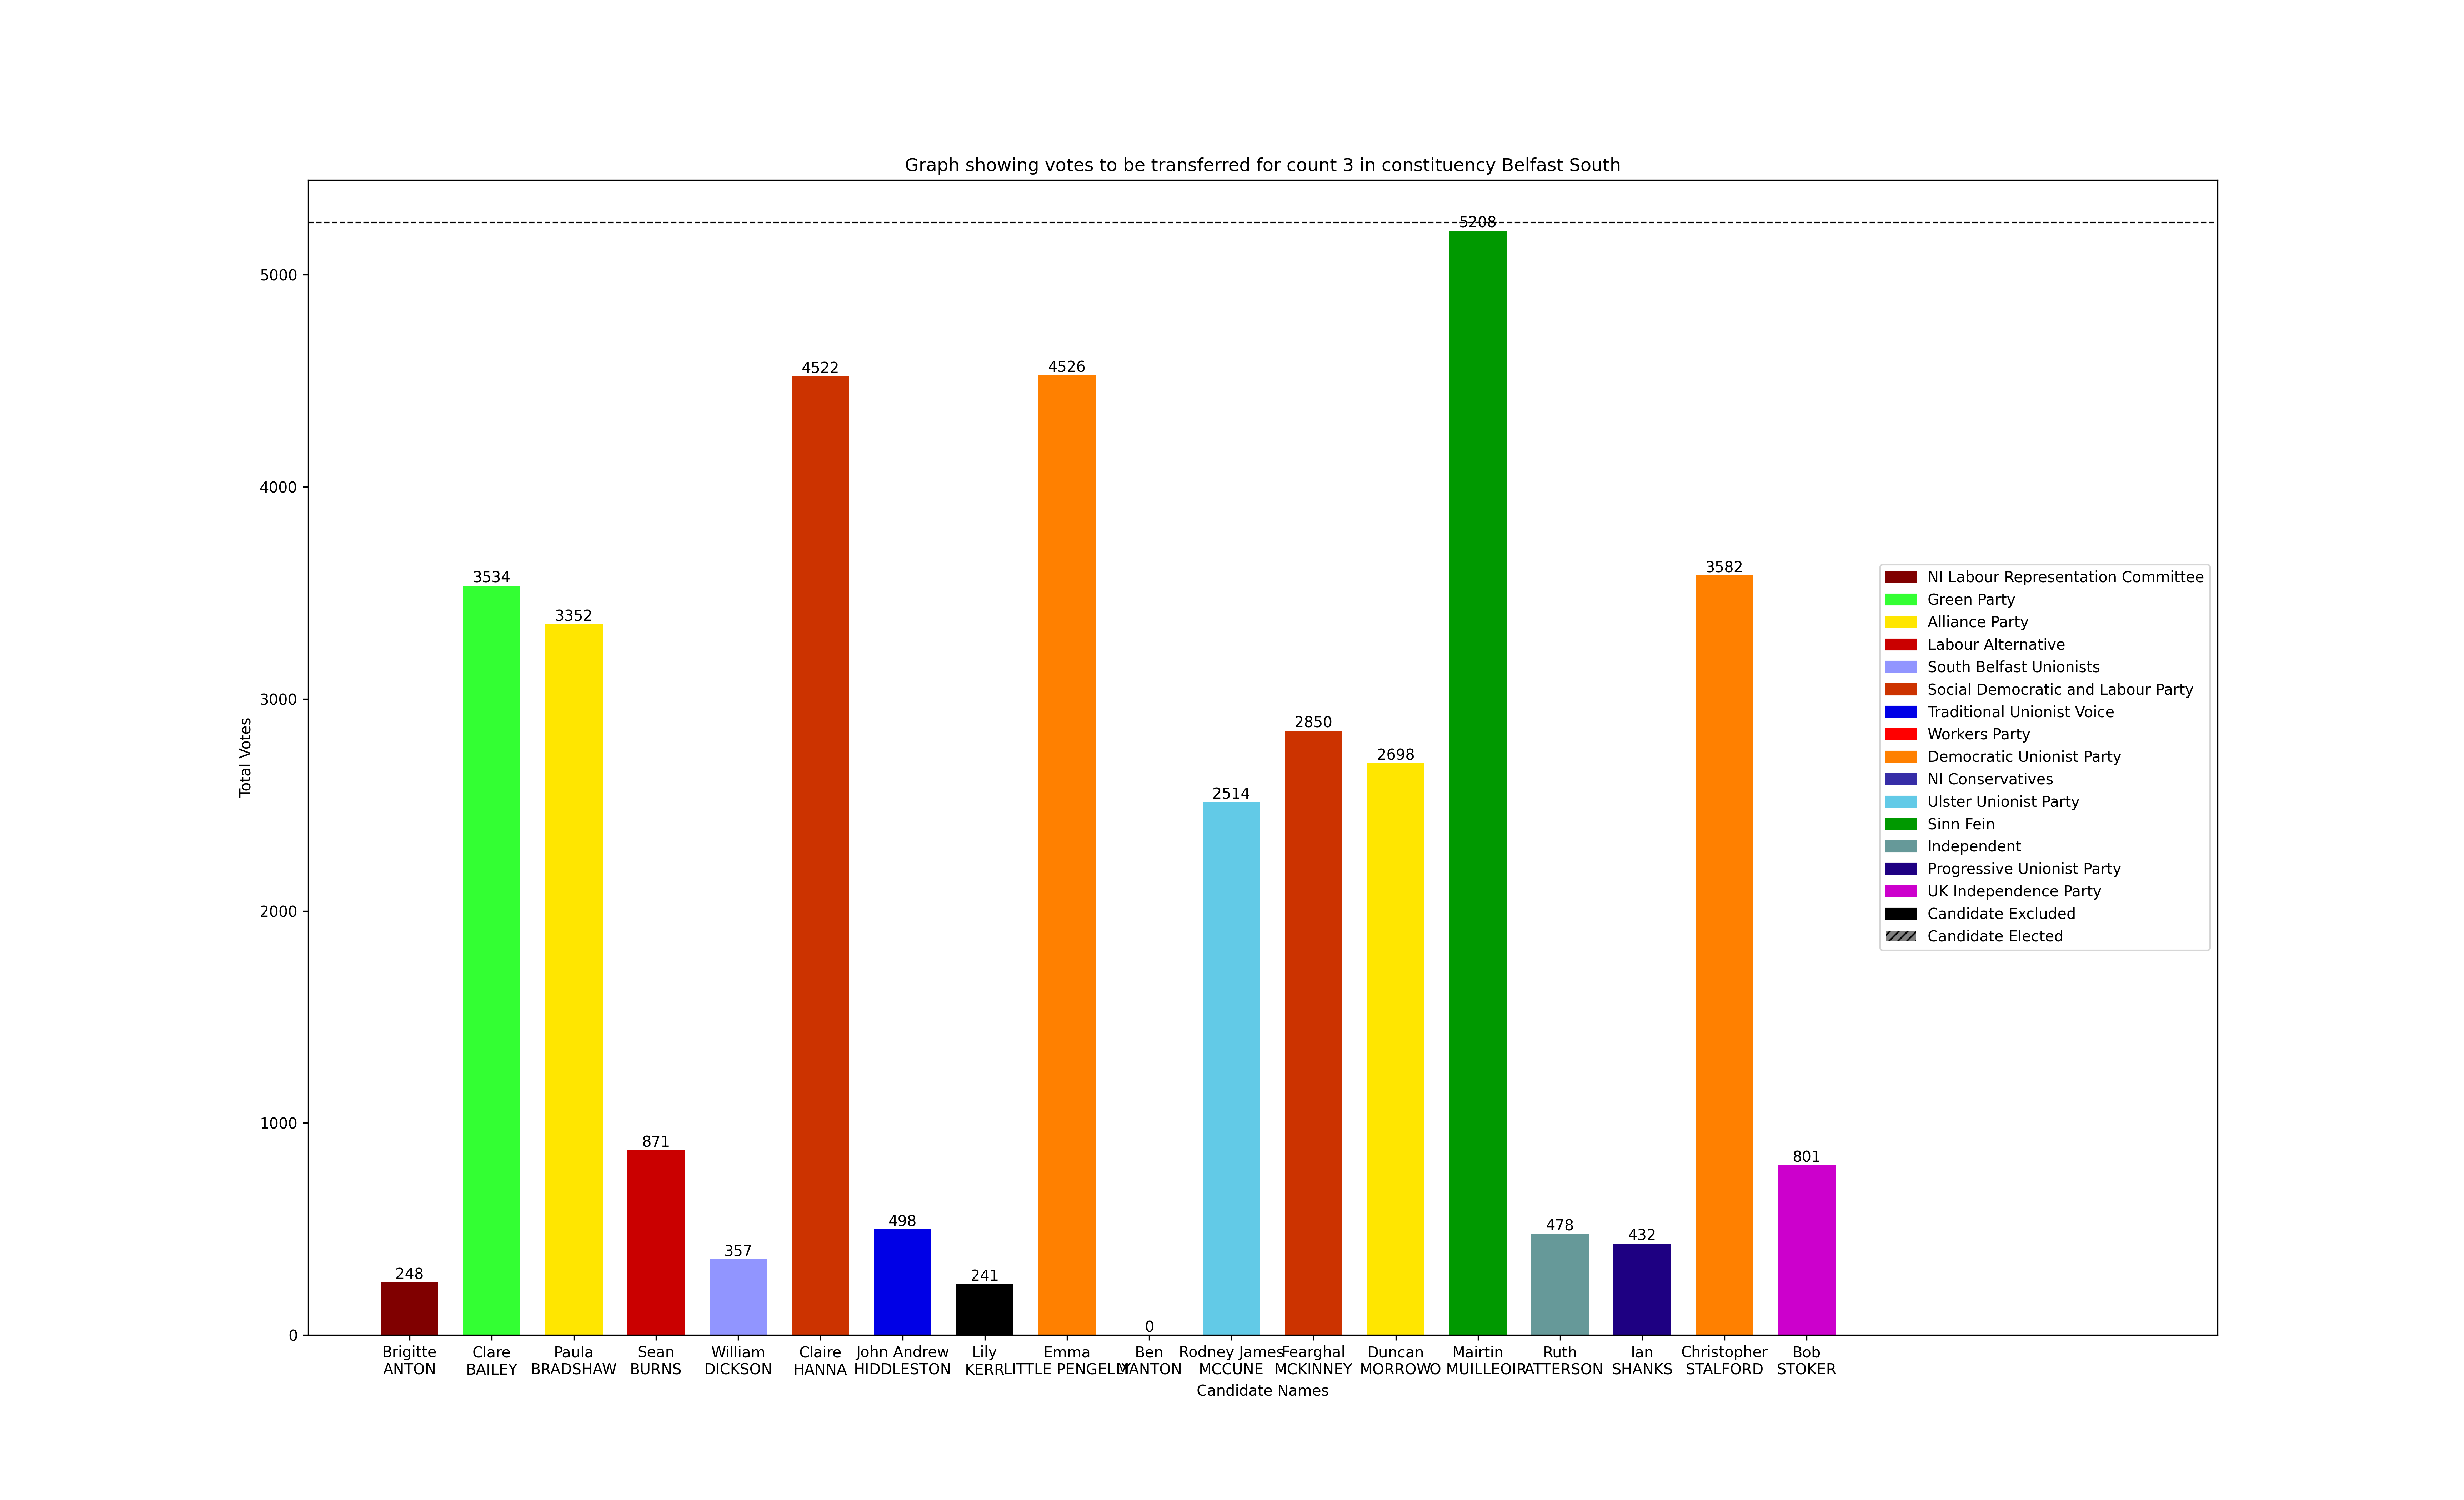 Graph showing votes to be transferred for count 3 in constituency Belfast South
5208
5000
4522
4526
4000
3534
3582
3352
3000
2850
2698
2514
2000
1000
871
801
498
478
432
357
248
241
0
0
Total Votes
NI Labour Representation Committee
Green Party
Alliance Party
Labour Alternative
South Belfast Unionists
Social Democratic and Labour Party
Traditional Unionist Voice
Workers Party
Democratic Unionist Party
NI Conservatives
Ulster Unionist Party
Sinn Fein
Independent
Progressive Unionist Party
UK Independence Party
Candidate Excluded
Candidate Elected
Brigitte
ANTON
Clare
BAILEY
Paula
BRADSHAW
Sean
BURNS
William
DICKSON
Claire
HANNA
John Andrew
HIDDLESTON
Lily
KERR
Emma
LITTLE PENGELLY
Ben
MANTON
Rodney James
MCCUNE
Fearghal
MCKINNEY
Duncan
MORROW
Mairtin
O MUILLEOIR
Ruth
PATTERSON
Ian
SHANKS
Christopher
STALFORD
Bob
STOKER
Candidate Names